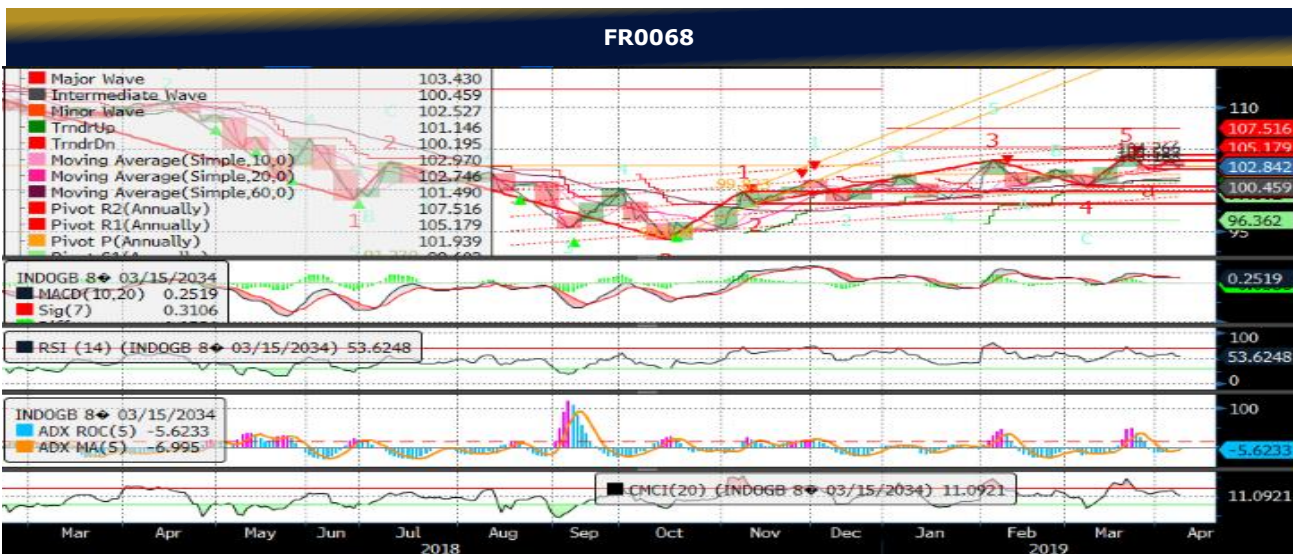 FR0068
Major Wave 103.430
Intermediate Wave 100.459
Minor Wave 102.527
TrndrUp 101.146
TrndrDn 100.195
Moving Average(Simple,10,0) 102.970
Moving Average(Simple,20,0) 102.746
Moving Average(Simple,60,0) 101.490
Pivot R2(Annually) 107.516
Pivot R1(Annually) 105.179
Pivot P(Annually) 101.939
110
107.516
105.179
102.842
100.459
96.362
95
1
2
1
2
3
4
5
a
INDOGB 8� 03/15/2034
MACD(10,20) 0.2519
Sig(7) 0.3106
0.2519
RSI (14) (INDOGB 8� 03/15/2034) 53.6248
100
53.6248
0
INDOGB 8� 03/15/2034
ADX ROC(5) -5.6233
ADX MA(5) -6.995
100
-5.6233
CMCI(20) (INDOGB 8� 03/15/2034) 11.0921
11.0921
Mar Apr May Jun Jul Aug Sep Oct Nov Dec Jan Feb Mar Apr
2018 2019